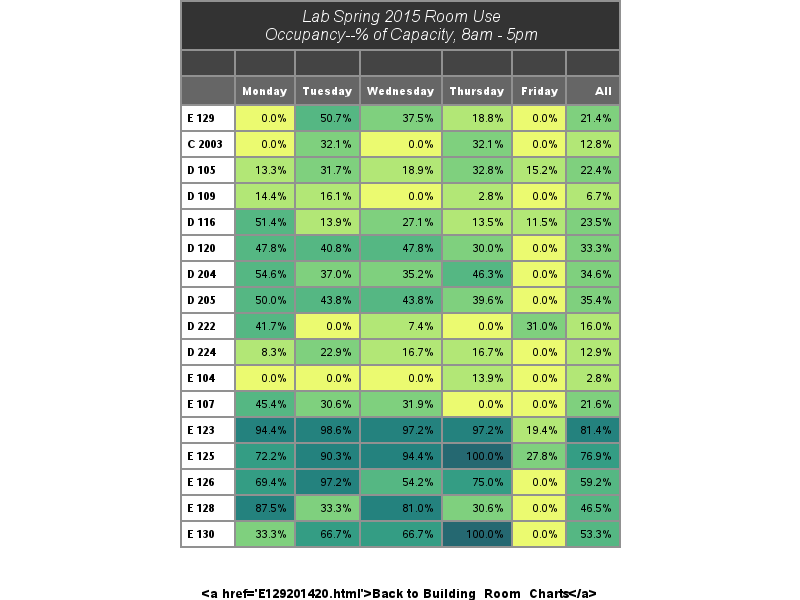 Lab Spring 2015 Room Use
Occupancy--% of Capacity, 8am - 5pm
Monday Tuesday Wednesday Thursday Friday All
E 129 0.0% 50.7% 37.5% 18.8% 0.0% 21.4%
C 2003 0.0% 32.1% 0.0% 32.1% 0.0% 12.8%
D 105 13.3% 31.7% 18.9% 32.8% 15.2% 22.4%
D 109 14.4% 16.1% 0.0% 2.8% 0.0% 6.7%
D 116 51.4% 13.9% 27.1% 13.5% 11.5% 23.5%
D 120 47.8% 40.8% 47.8% 30.0% 0.0% 33.3%
D 204 54.6% 37.0% 35.2% 46.3% 0.0% 34.6%
D 205 50.0% 43.8% 43.8% 39.6% 0.0% 35.4%
D 222 41.7% 0.0% 7.4% 0.0% 31.0% 16.0%
D 224 8.3% 22.9% 16.7% 16.7% 0.0% 12.9%
E 104 0.0% 0.0% 0.0% 13.9% 0.0% 2.8%
E 107 45.4% 30.6% 31.9% 0.0% 0.0% 21.6%
E 123 94.4% 98.6% 97.2% 97.2% 19.4% 81.4%
E 125 72.2% 90.3% 94.4% 100.0% 27.8% 76.9%
E 126 69.4% 97.2% 54.2% 75.0% 0.0% 59.2%
E 128 87.5% 33.3% 81.0% 30.6% 0.0% 46.5%
E 130 33.3% 66.7% 66.7% 100.0% 0.0% 53.3%
<a href='E129201420.html'>Back to Building_Room_Charts</a>